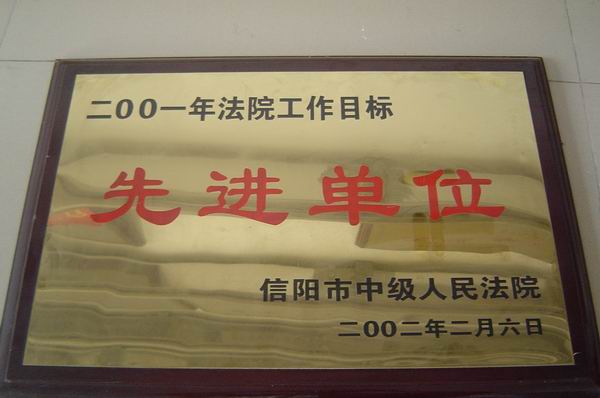 二00一年法院工作目标
先进单位
信阳市中级人民法院
二00二年二月六日